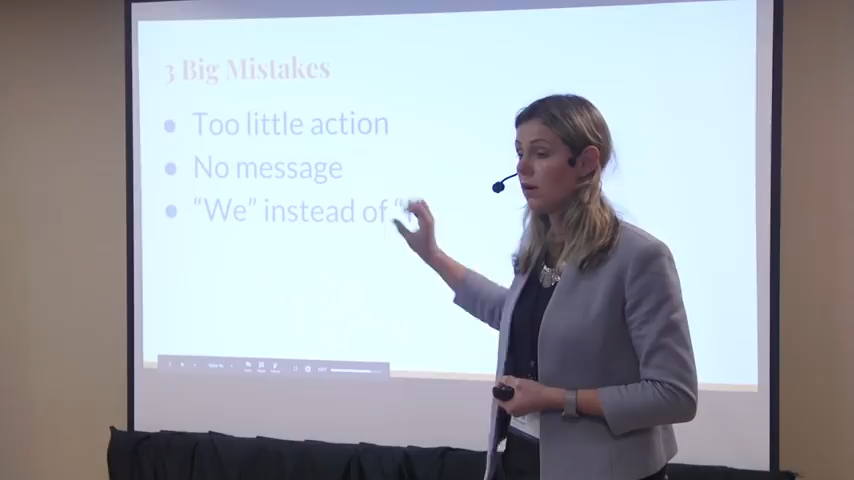 3 Big Mistakes
Too little action
No message
“We” instead of “